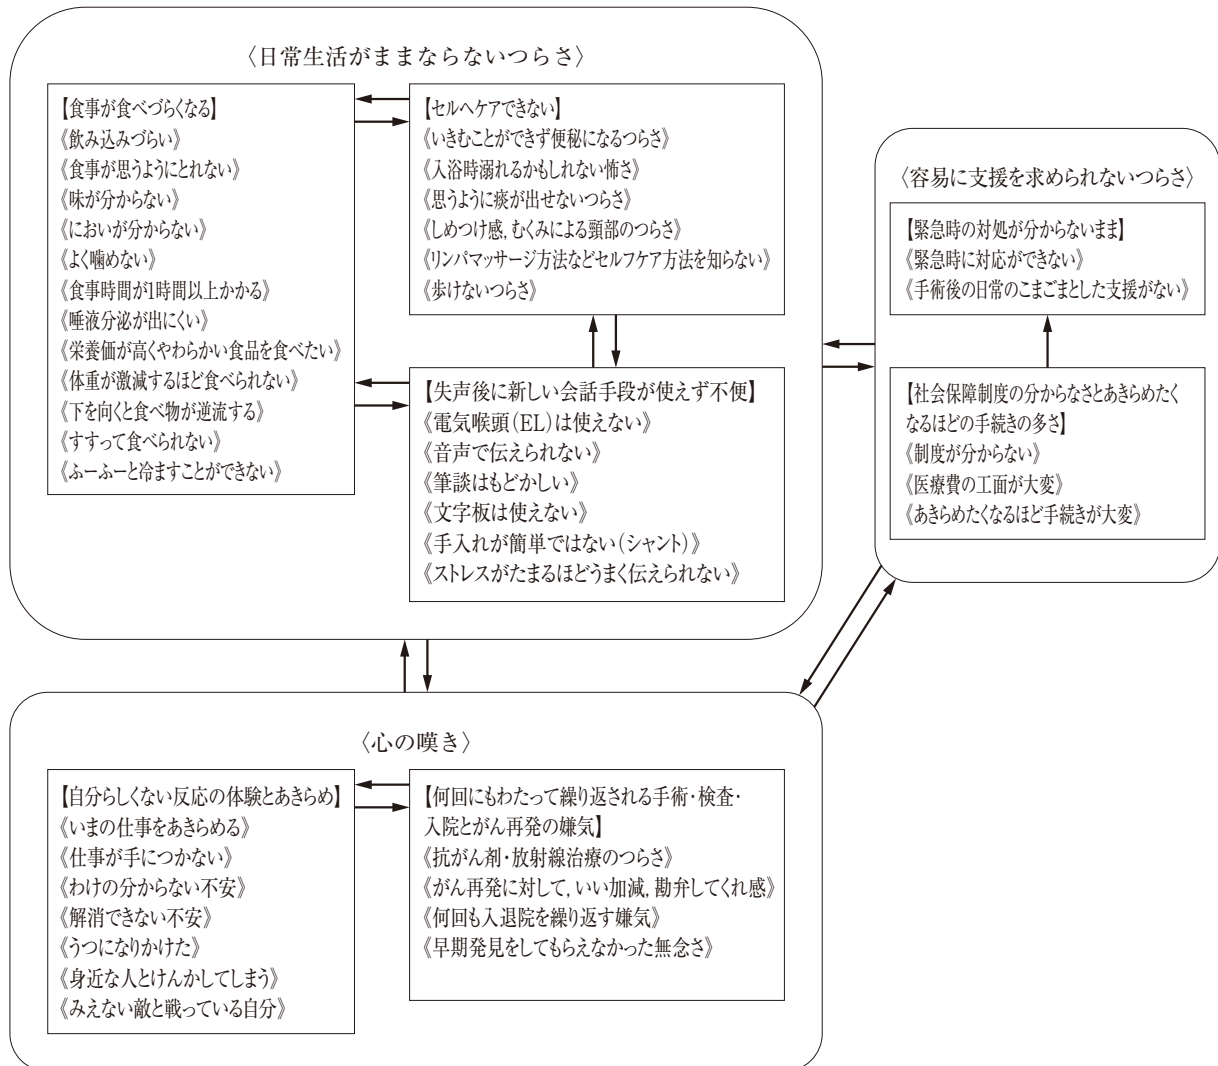 〈日常生活がままならないつらさ〉
【食事が食べづらくなる】
《飲み込みづらい》
《食事が思うようにとれない》
《味が分からない》
《においが分からない》
《よく噛めない》
《食事時間が1時間以上かかる》
《唾液分泌が出にくい》
《栄養価が高くやわらかい食品を食べたい》
《体重が激減するほど食べられない》
《下を向くと食べ物が逆流する》
《すすって食べられない》
《ふーふーと冷ますことができない》
【セルヘケアできない】
《いきむことができず便秘になるつらさ》
《入浴時溺れるかもしれない怖さ》
《思うように痰が出せないつらさ》
《しめつけ感，むくみによる頸部のつらさ》
《リンパマッサージ方法などセルフケア方法を知らない》
《歩けないつらさ》
【失声後に新しい会話手段が使えず不便】
《電気喉頭(EL)は使えない》
《音声で伝えられない》
《筆談はもどかしい》
《文字板は使えない》
《手入れが簡単ではない(シャント)》
《ストレスがたまるほどうまく伝えられない》
〈容易に支援を求められないつらさ〉
【緊急時の対処が分からないまま】
《緊急時に対応ができない》
《手術後の日常のこまごまとした支援がない》
【社会保障制度の分からなさとあきらめたく
なるほどの手続きの多さ】
《制度が分からない》
《医療費の工面が大変》
《あきらめたくなるほど手続きが大変》
〈心の嘆き〉
【自分らしくない反応の体験とあきらめ】
《いまの仕事をあきらめる》
《仕事が手につかない》
《わけの分からない不安》
《解消できない不安》
《うつになりかけた》
《身近な人とけんかしてしまう》
《みえない敵と戦っている自分》
【何回にもわたって繰り返される手術・検査・
入院とがん再発の嫌気】
《抗がん剤・放射線治療のつらさ》
《がん再発に対して，いい加減，勘弁してくれ感》
《何回も入退院を繰り返す嫌気》
《早期発見をしてもらえなかった無念さ》